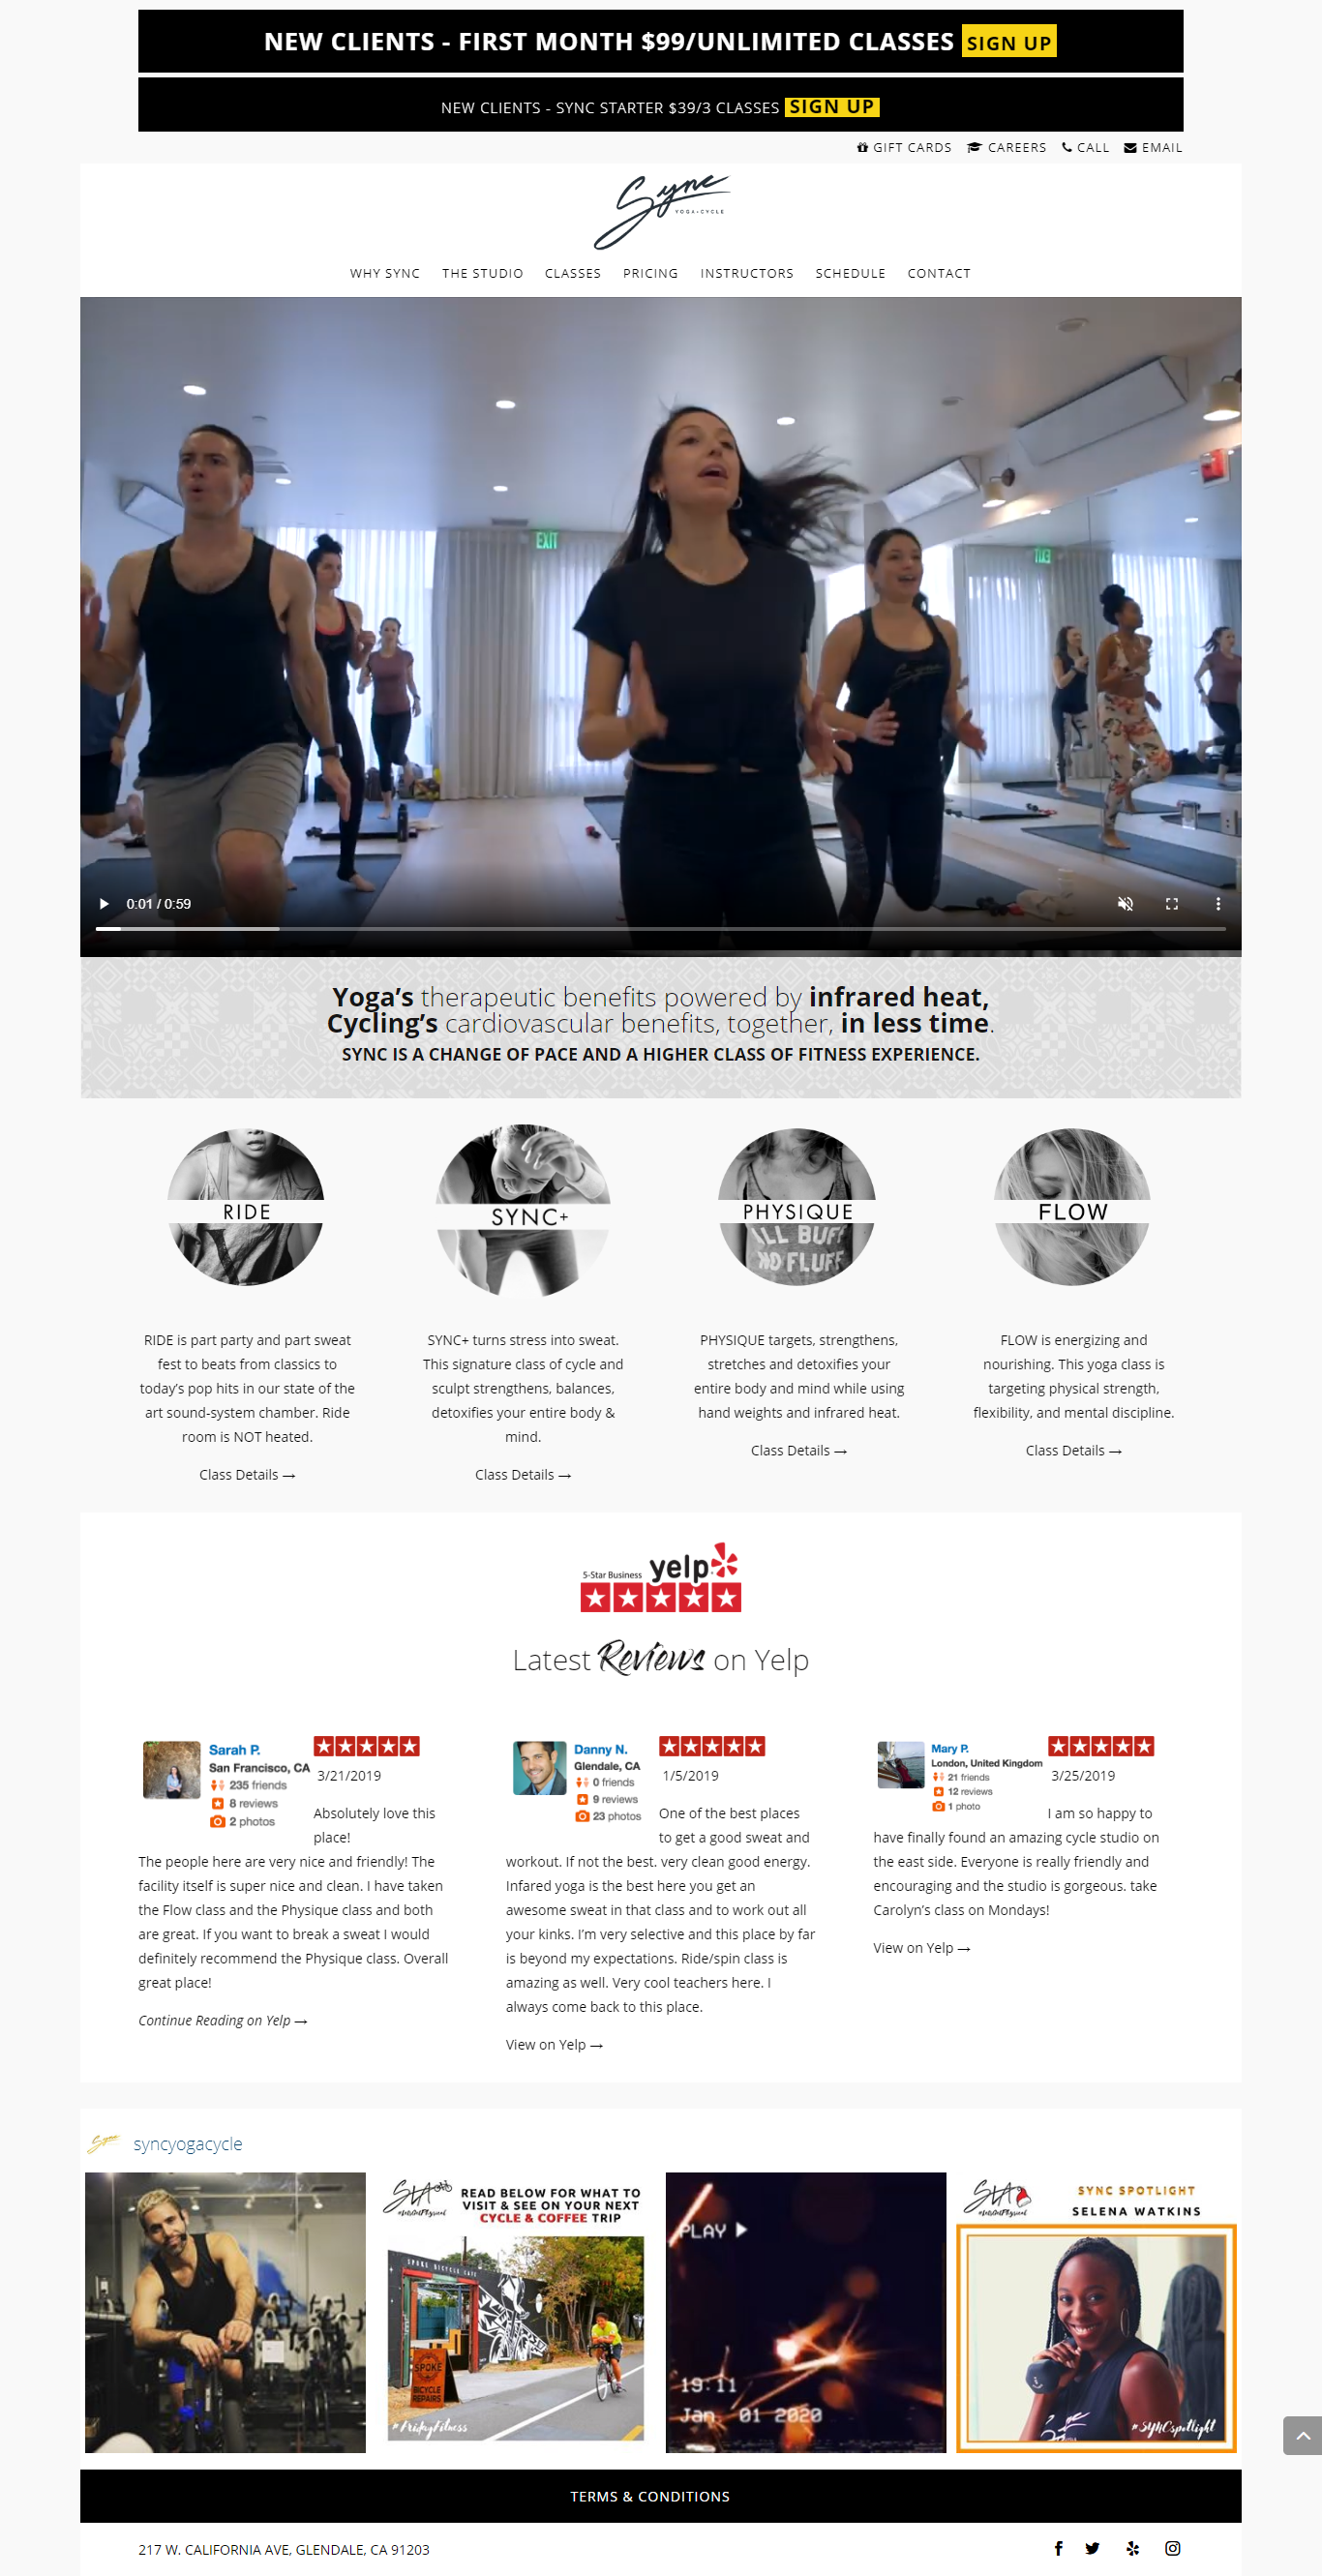 NEW CLIENTS - FIRST MONTH $99/UNLIMITED CLASSES SIGN UP
NEW CLIENTS - SYNC STARTER $39/3 CLASSES SIGN UP
GIFT CARDS CAREERS CALL EMAIL
Sync
YOGA+CYCLE
WHY SYNC THE STUDIO CLASSES PRICING INSTRUCTORS SCHEDULE CONTACT
EXIT
0:01 / 0:59
Yoga’s therapeutic benefits powered by infrared heat,
Cycling’s cardiovascular benefits, together, in less time.
SYNC IS A CHANGE OF PACE AND A HIGHER CLASS OF FITNESS EXPERIENCE.
RIDE
RIDE is part party and part sweat
fest to beats from classics to
today’s pop hits in our state of the
art sound-system chamber. Ride
room is NOT heated.
Class Details →
SYNC+
SYNC+ turns stress into sweat.
This signature class of cycle and
sculpt strengthens, balances,
detoxifies your entire body &
mind.
Class Details →
PHYSIQUE
ALL BUFF
NO FLUFF
PHYSIQUE targets, strengthens,
stretches and detoxifies your
entire body and mind while using
hand weights and infrared heat.
Class Details →
FLOW
FLOW is energizing and
nourishing. This yoga class is
targeting physical strength,
flexibility, and mental discipline.
Class Details →
5-Star Business yelp
Latest Reviews on Yelp
Sarah P.
San Francisco, CA
235 friends
8 reviews
2 photos
3/21/2019
Absolutely love this
place!
The people here are very nice and friendly! The
facility itself is super nice and clean. I have taken
the Flow class and the Physique class and both
are great. If you want to break a sweat I would
definitely recommend the Physique class. Overall
great place!
Continue Reading on Yelp →
Danny N.
Glendale, CA
0 friends
9 reviews
23 photos
1/5/2019
One of the best places
to get a good sweat and
workout. If not the best. very clean good energy.
Infared yoga is the best here you get an
awesome sweat in that class and to work out all
your kinks. I’m very selective and this place by far
is beyond my expectations. Ride/spin class is
amazing as well. Very cool teachers here. I
always come back to this place.
View on Yelp →
Mary P.
London, United Kingdom
21 friends
12 reviews
1 photo
3/25/2019
I am so happy to
have finally found an amazing cycle studio on
the east side. Everyone is really friendly and
encouraging and the studio is gorgeous. take
Carolyn’s class on Mondays!
View on Yelp →
syncyogacycle
READ BELOW FOR WHAT TO
VISIT & SEE ON YOUR NEXT
CYCLE & COFFEE TRIP
SPOKE BICYCLE CAFE
SPOKE
BICYCLE
REPAIRS
#FridayFitness
PLAY
19:11
Jan. 01 2020
SYNC SPOTLIGHT
SELENA WATKINS
#SYNCspotlight
TERMS & CONDITIONS
217 W. CALIFORNIA AVE, GLENDALE, CA 91203